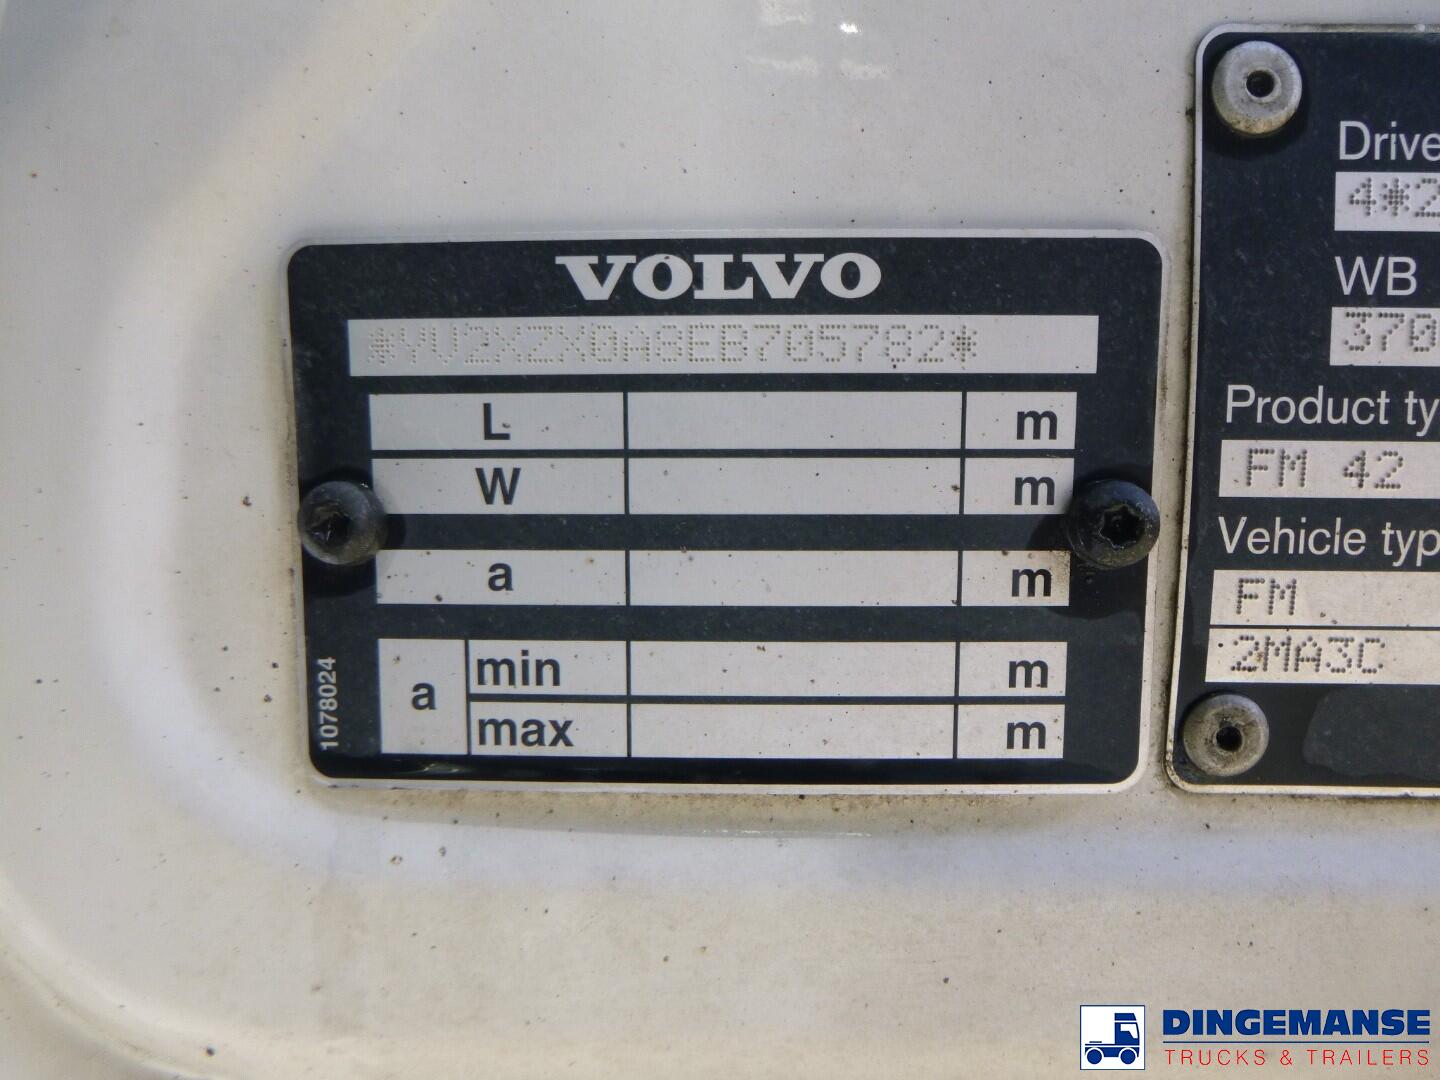 VOLVO
*YV2XZX0A8EB705782*
L m
W m
a m
a min m
max m
1078024
Drive
4*2
WB
370
Product ty
FM 42
Vehicle typ
FM
2MA3C
DINGEMANSE
TRUCKS & TRAILERS